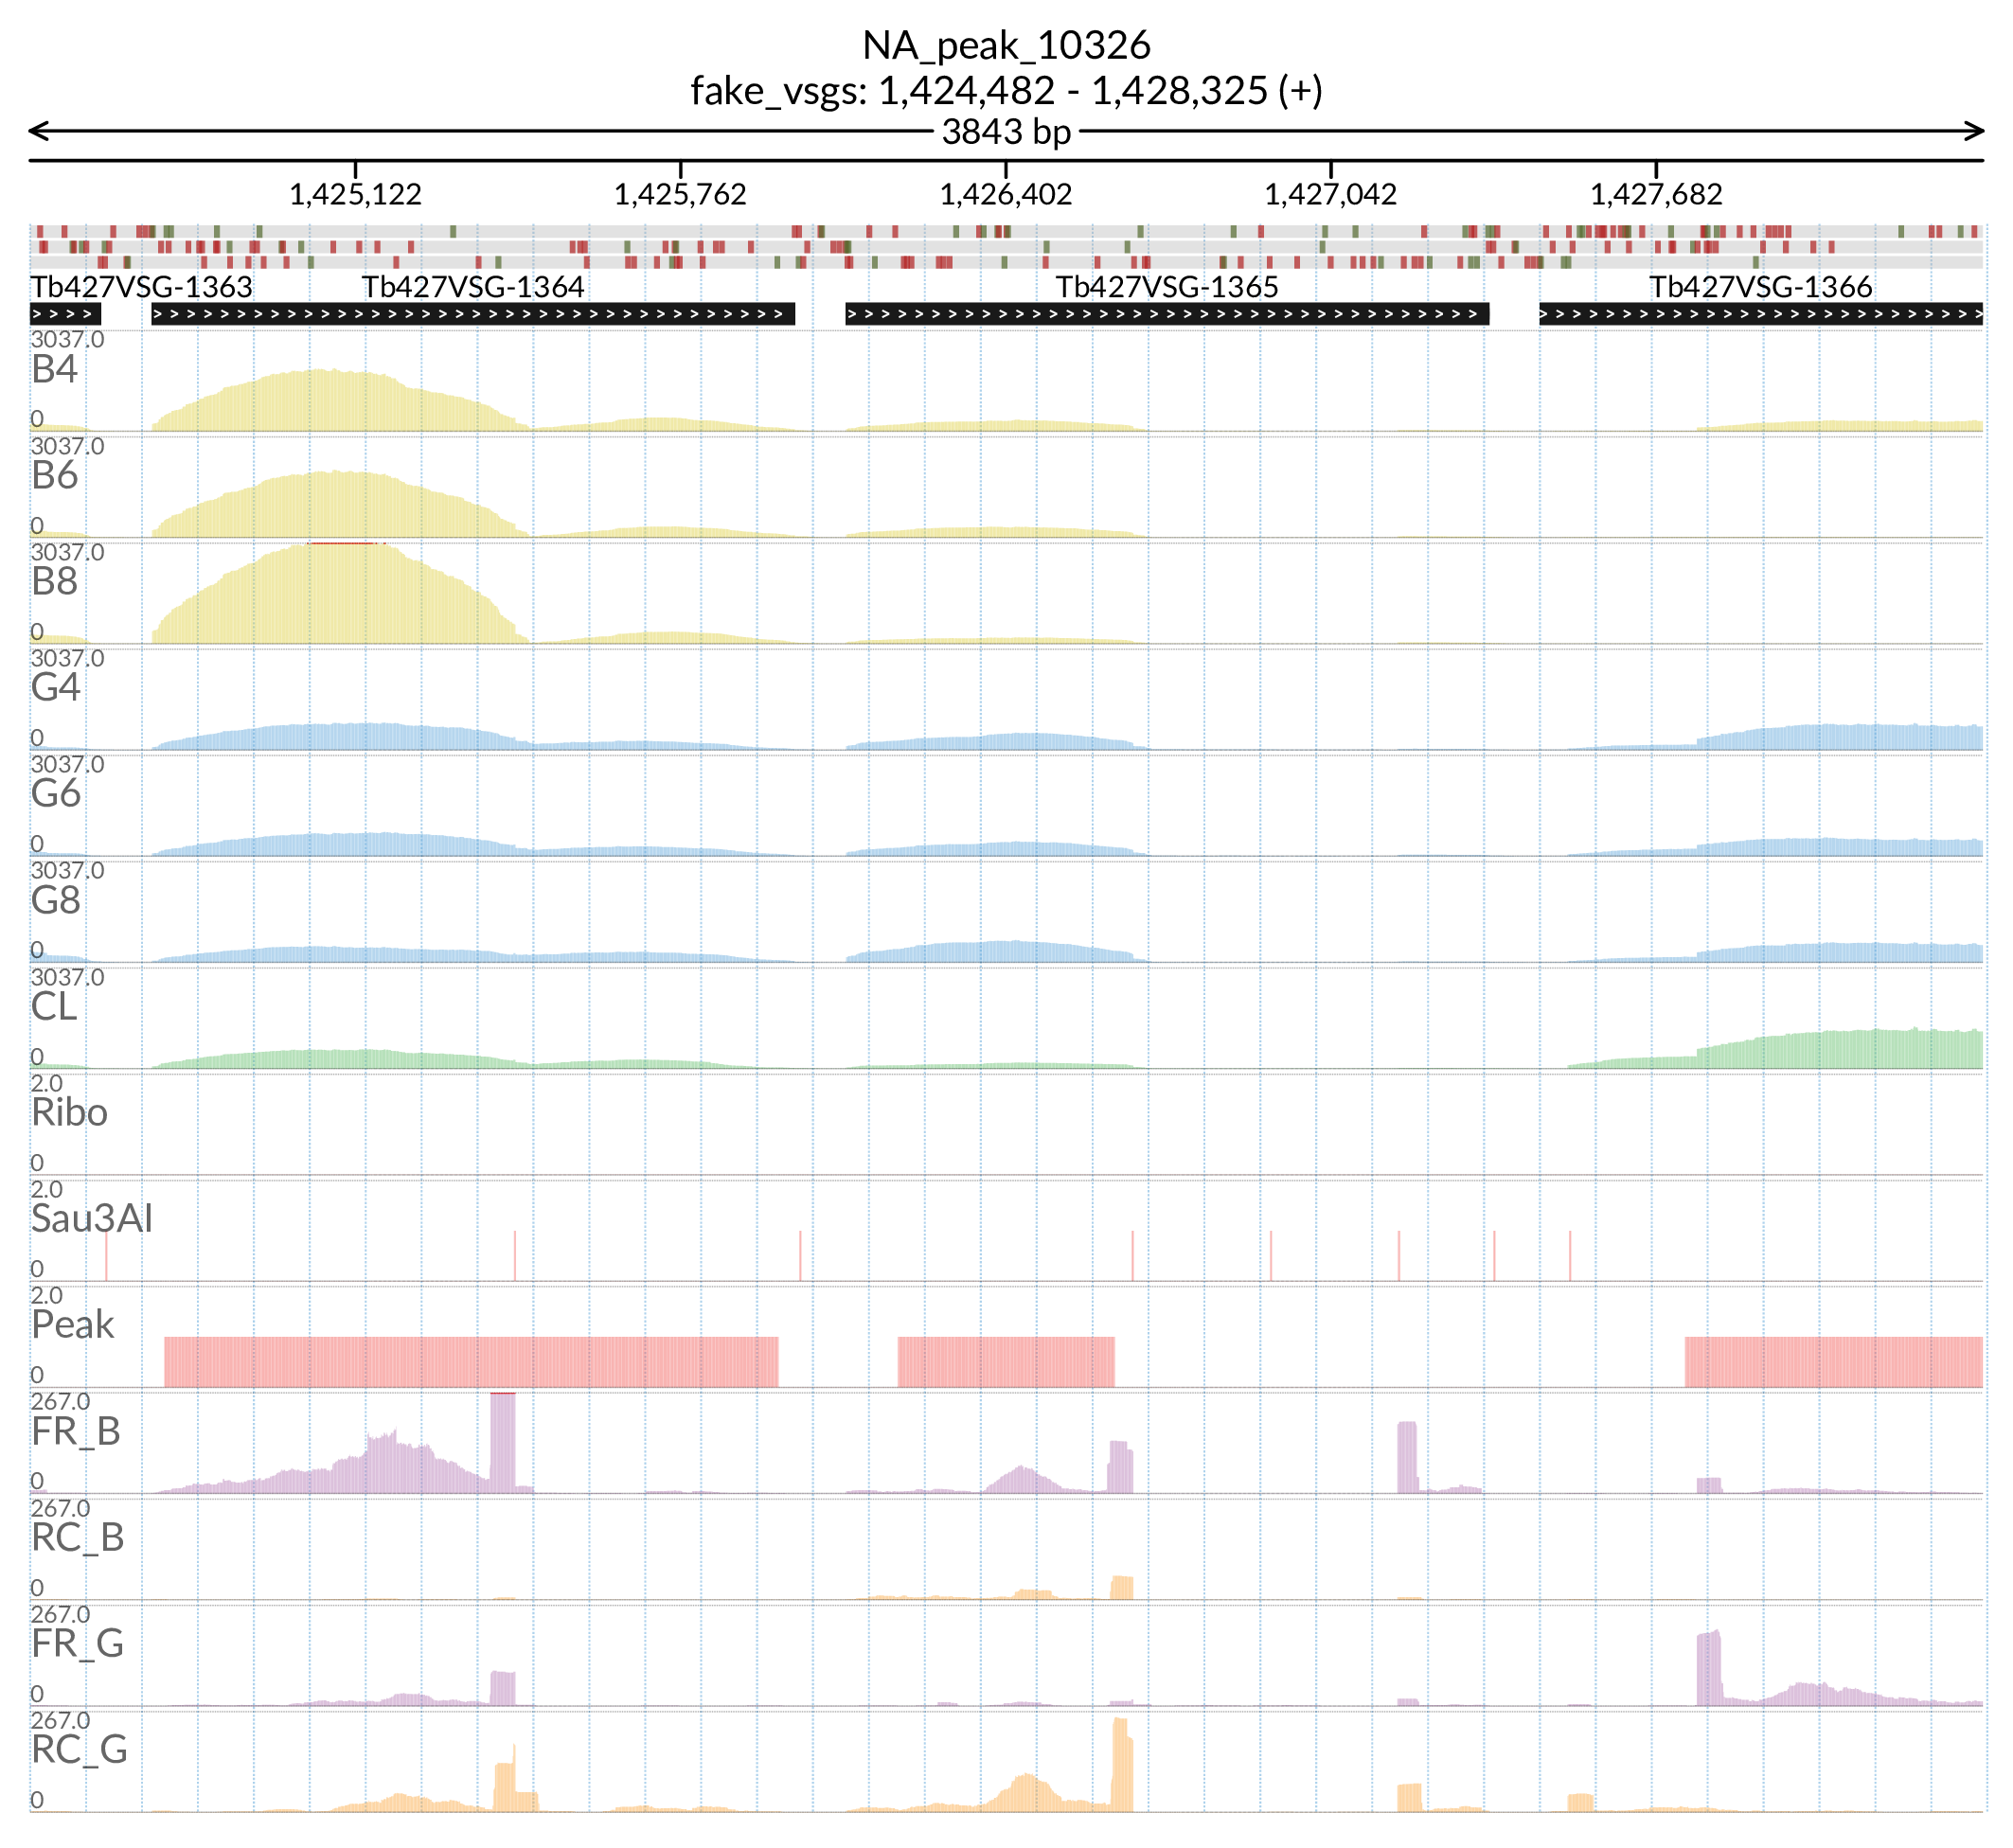 NA_peak_10326
fake_vsgs: 1,424,482 - 1,428,325 (+)
3843 bp
1,425,122 1,425,762 1,426,402 1,427,042 1,427,682
Tb427VSG-1363 Tb427VSG-1364 Tb427VSG-1365 Tb427VSG-1366
3037.0
B4
0
3037.0
B6
0
3037.0
B8
0
3037.0
G4
0
3037.0
G6
0
3037.0
G8
0
3037.0
CL
0
2.0
Ribo
0
2.0
Sau3AI
0
2.0
Peak
0
267.0
FR_B
0
267.0
RC_B
0
267.0
FR_G
0
267.0
RC_G
0